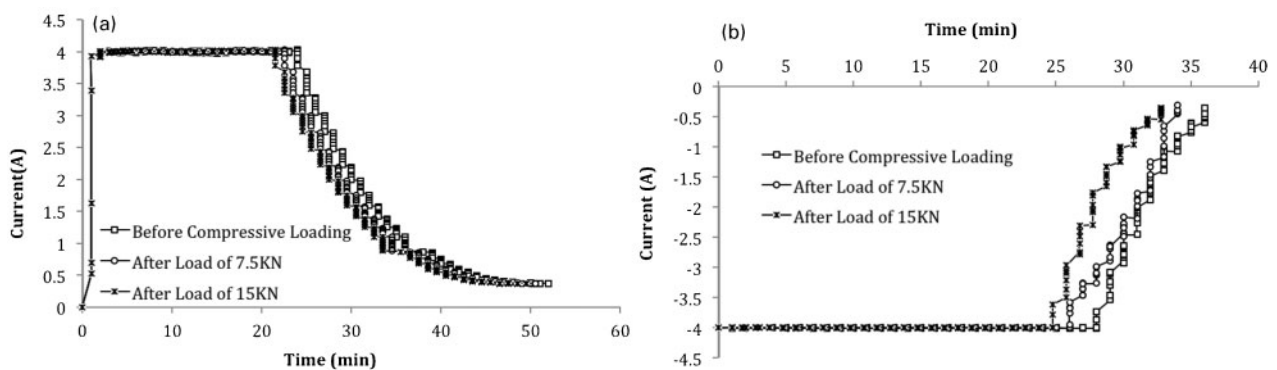 (a)
4.5
4
3.5
3
2.5
2
1.5
1
0.5
0
Current(A)
Before Compressive Loading
After Load of 7.5KN
After Load of 15KN
0 10 20 30 40 50 60
Time (min)
(b)
Time (min)
0 5 10 15 20 25 30 35 40
0
-0.5
-1
-1.5
-2
-2.5
-3
-3.5
-4
-4.5
Current (A)
Before Compressive Loading
After Load of 7.5KN
After Load of 15KN